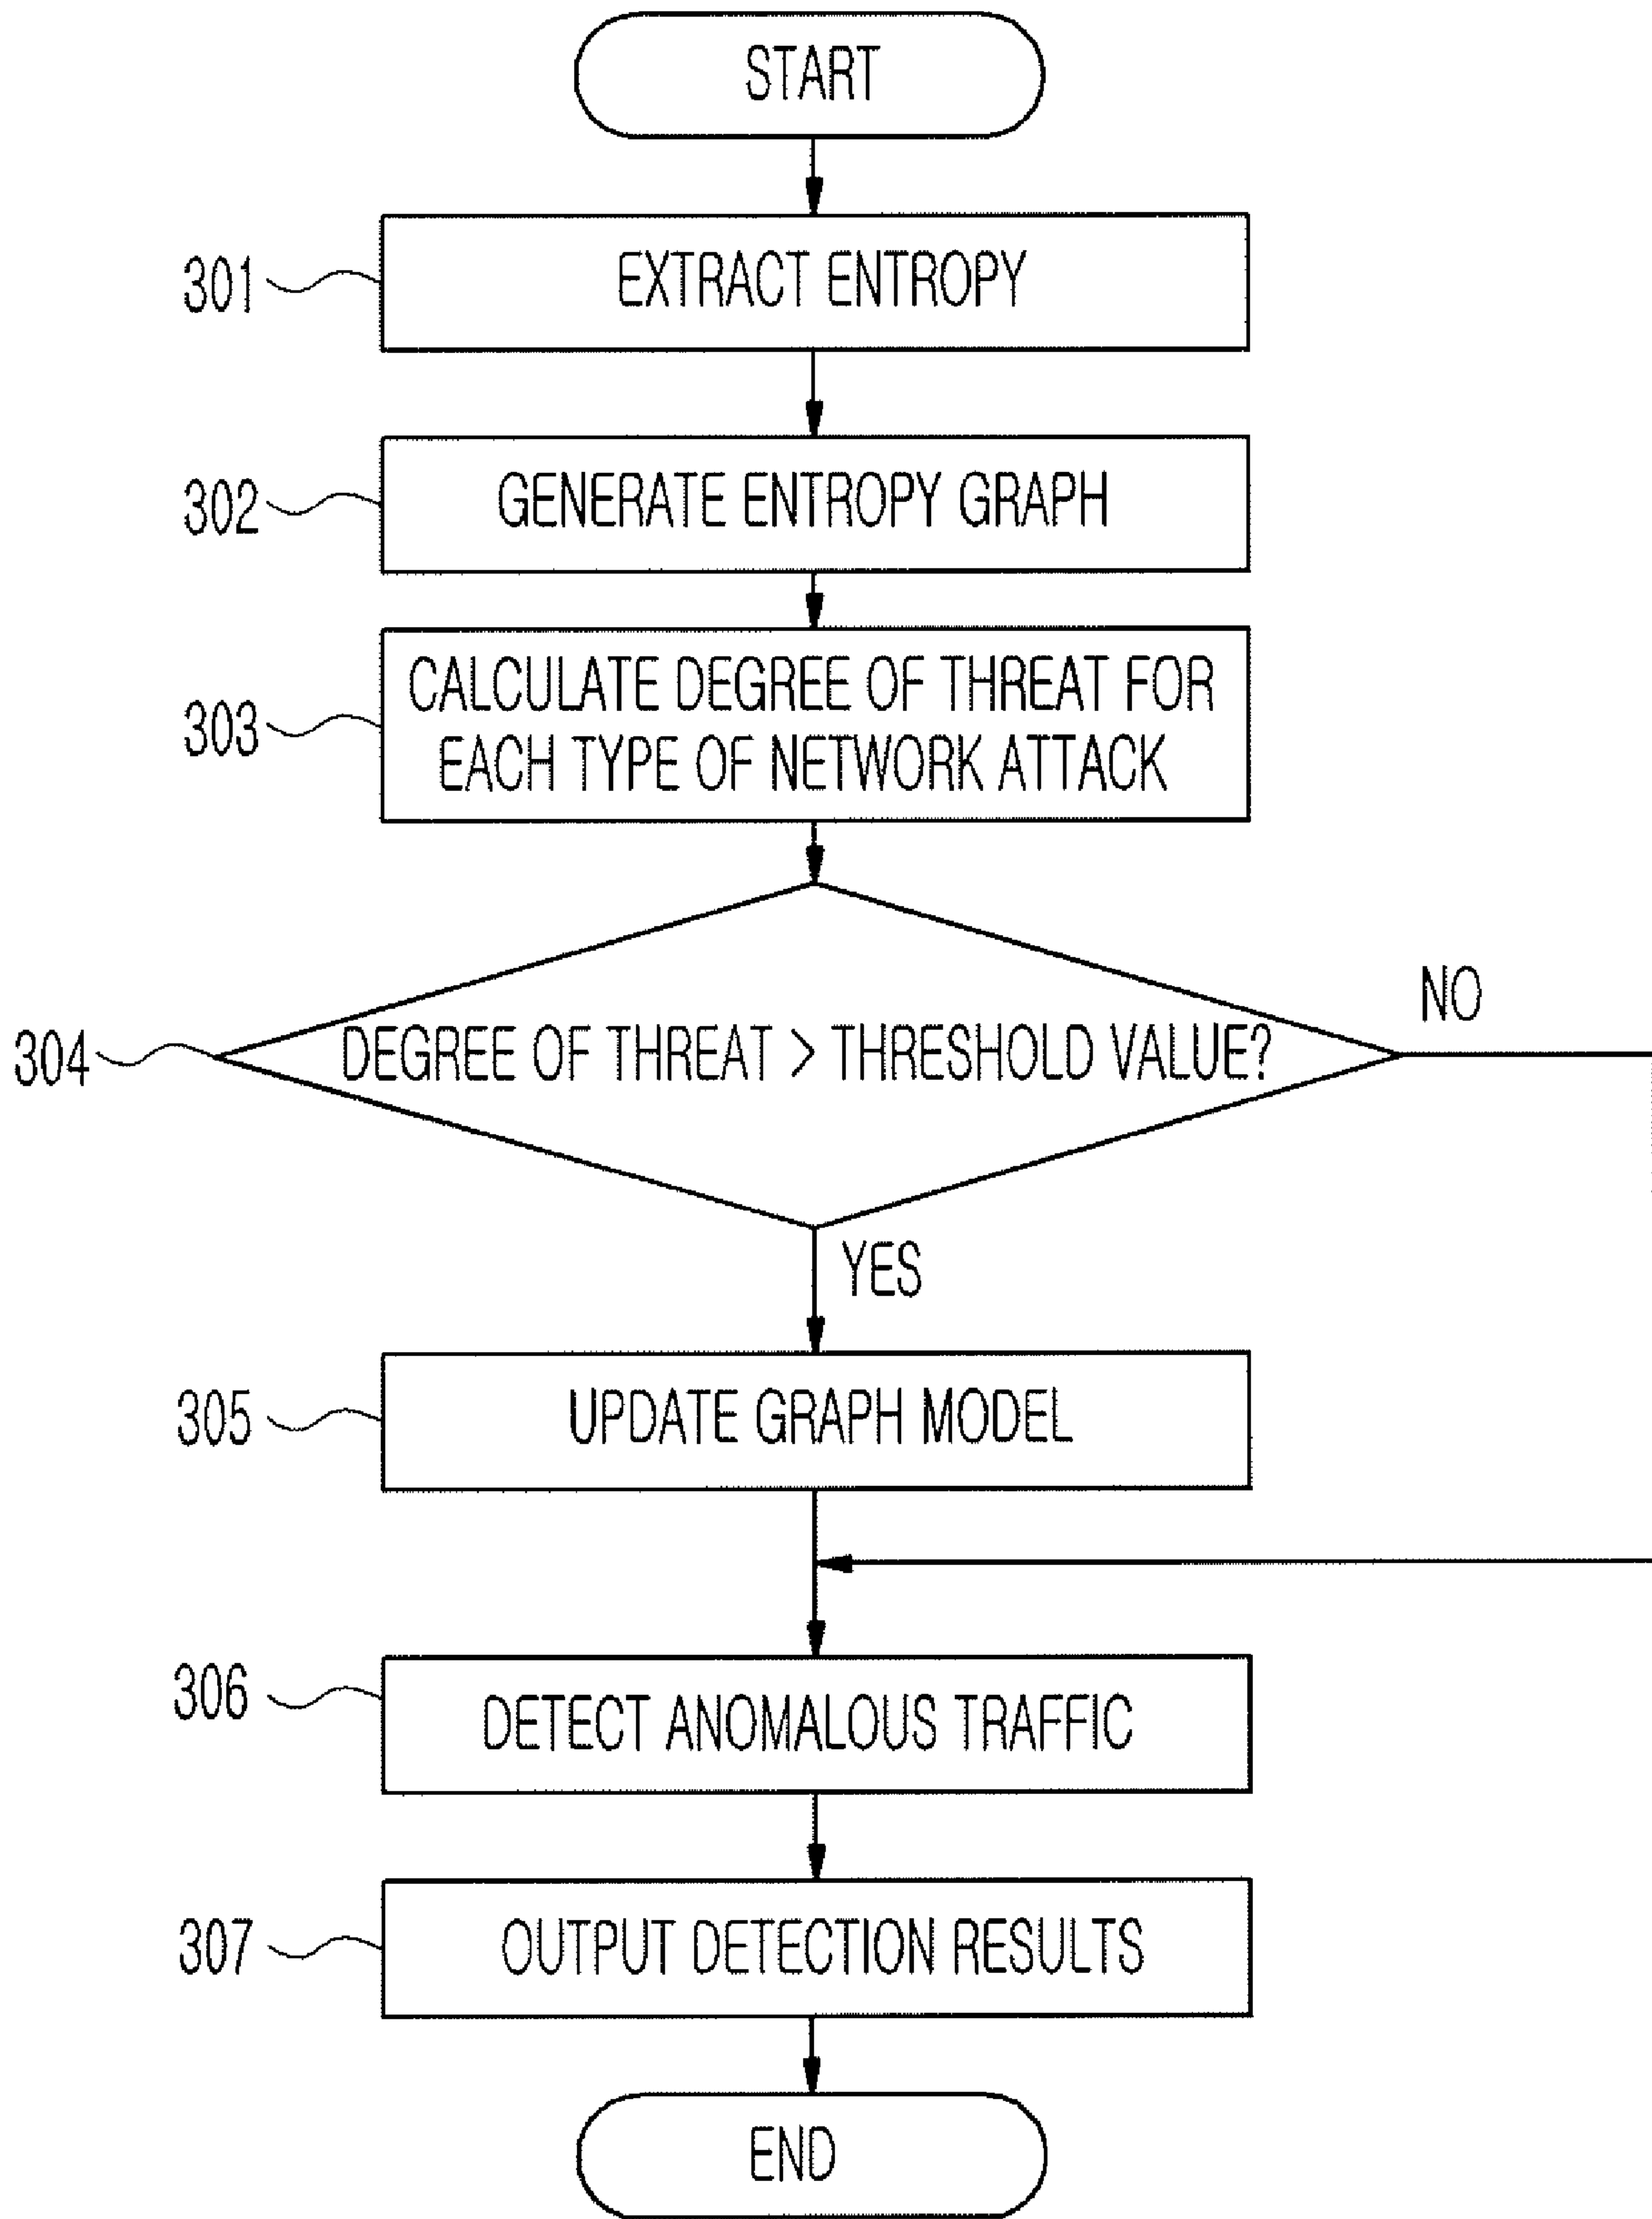 START
301
EXTRACT ENTROPY
302
GENERATE ENTROPY GRAPH
303
CALCULATE DEGREE OF THREAT FOR
EACH TYPE OF NETWORK ATTACK
304
DEGREE OF THREAT > THRESHOLD VALUE?
NO
YES
305
UPDATE GRAPH MODEL
306
DETECT ANOMALOUS TRAFFIC
307
OUTPUT DETECTION RESULTS
END